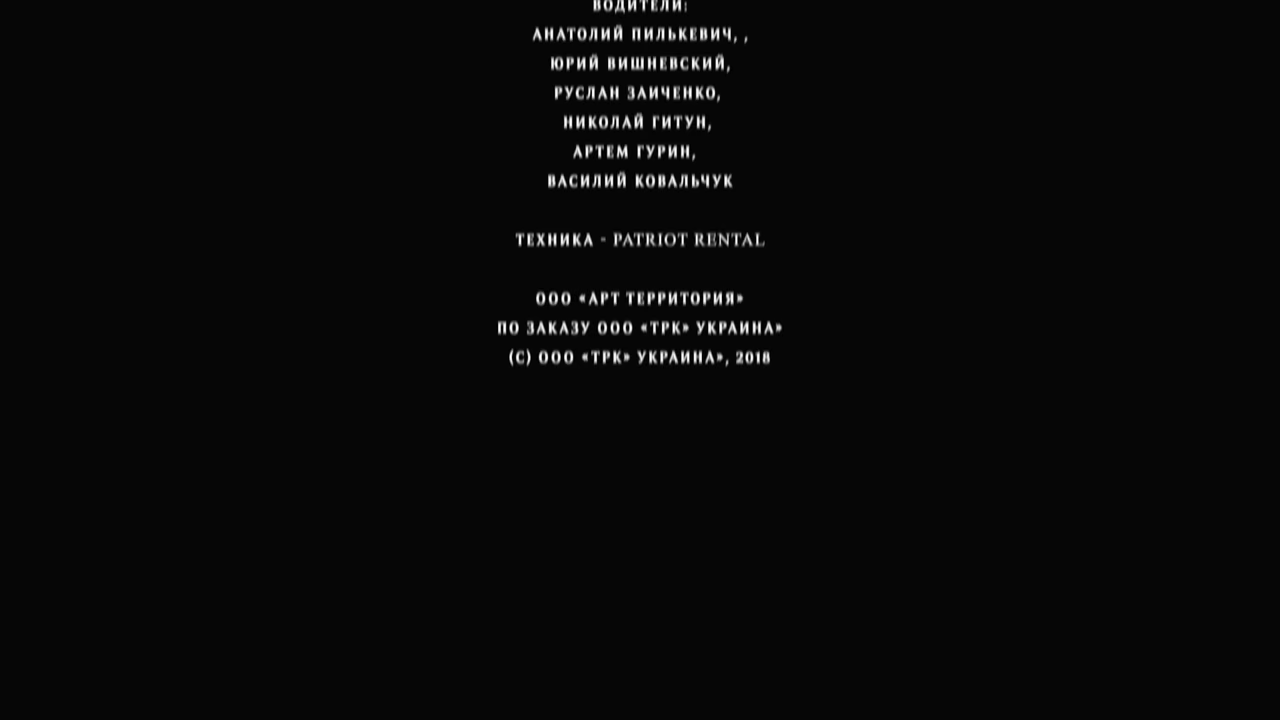 ВОДИТЕЛИ:
АНАТОЛИЙ ПИЛЬКЕВИЧ, ,
ЮРИЙ ВИШНЕВСКИЙ,
РУСЛАН ЗАИЧЕНКО,
НИКОЛАЙ ГИТУН,
АРТЕМ ГУРИН,
ВАСИЛИЙ КОВАЛЬЧУК
ТЕХНИКА - PATRIOT RENTAL
ООО «АРТ ТЕРРИТОРИЯ»
ПО ЗАКАЗУ ООО «ТРК» УКРАИНА»
(С) ООО «ТРК» УКРАИНА», 2018